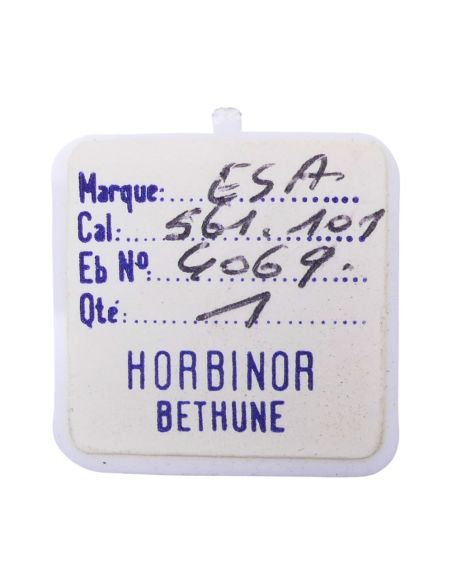 Marque: ESA
Cal: 561.101
Eb Nº 4069.
Qté: 1
HORBINOR
BETHUNE